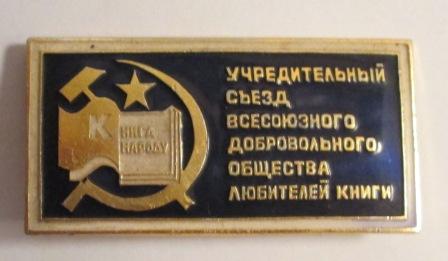 К
КНИГА
НАРОДУ
УЧРЕДИТЕЛЬНЫЙ
СЪЕЗД
ВСЕСОЮЗНОГО
ДОБРОВОЛЬНОГО
ОБЩЕСТВА
ЛЮБИТЕЛЕЙ КНИГИ